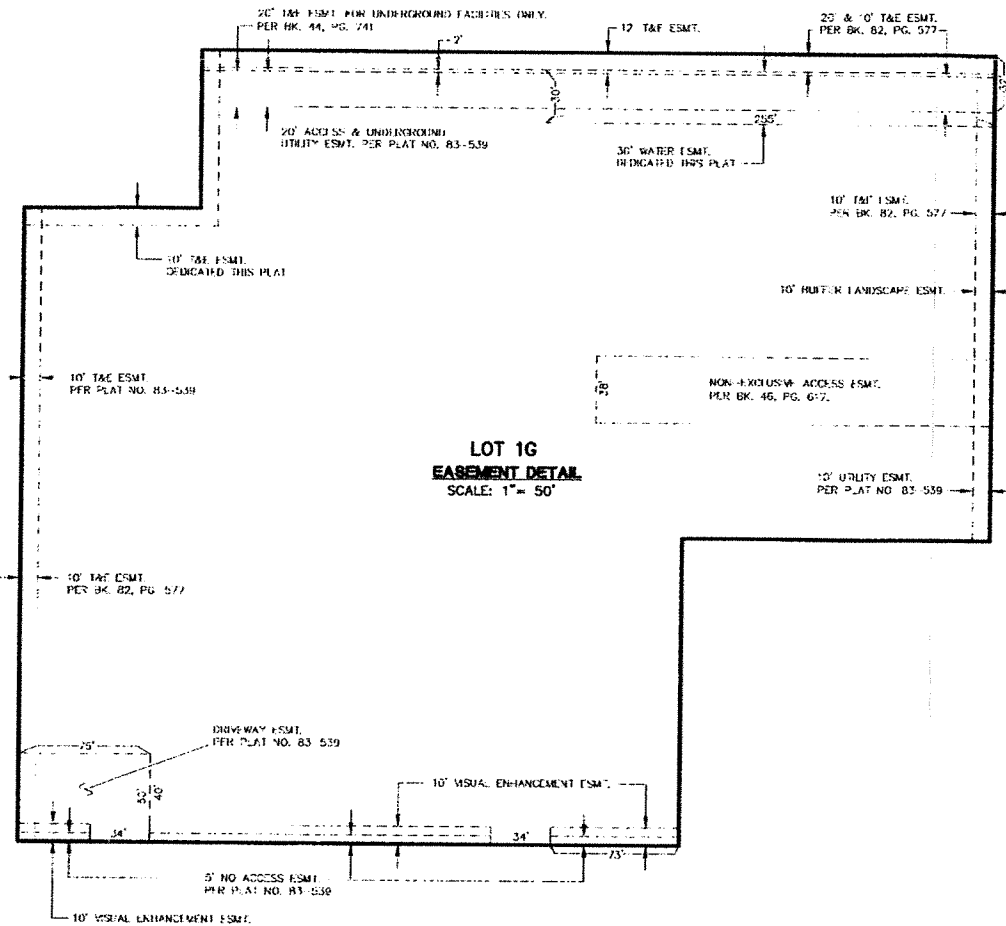 20' T&E ESMT FOR UNDERGROUND FACILITIES ONLY.
PER BK. 44, PG. 741
2'
12' T&E ESMT.
20' & 10' T&E ESMT.
PER BK. 82, PG. 577
30'
255'
20' ACCESS & UNDERGROUND
UTILITY ESMT. PER PLAT NO. 83-539
30' WATER ESMT.
DEDICATED THIS PLAT
10' T&E ESMT.
PER BK. 82, PG. 577
10' T&E ESMT.
DEDICATED THIS PLAT
10' BUFFER LANDSCAPE ESMT.
10' T&E ESMT.
PER PLAT NO. 83-539
38'
NON-EXCLUSIVE ACCESS ESMT.
PER BK. 46, PG. 617.
LOT 1G
EASEMENT DETAIL
SCALE: 1"= 50'
10' UTILITY ESMT.
PER PLAT NO. 83-539
10' T&E ESMT.
PER BK. 82, PG. 577
DRIVEWAY ESMT.
PER PLAT NO. 83-539
75'
50'
40'
10' VISUAL ENHANCEMENT ESMT.
34'
34'
73'
5' NO ACCESS ESMT.
PER PLAT NO. 83-539
10' VISUAL ENHANCEMENT ESMT.